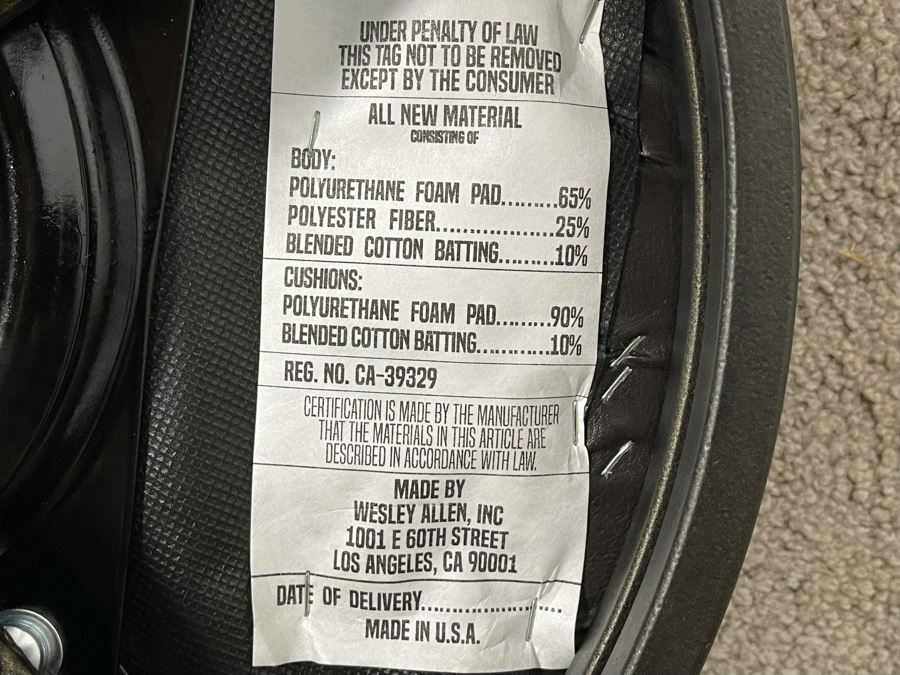 UNDER PENALTY OF LAW
THIS TAG NOT TO BE REMOVED
EXCEPT BY THE CONSUMER
ALL NEW MATERIAL
CONSISTING OF
BODY:
POLYURETHANE FOAM PAD.........65%
POLYESTER FIBER...................25%
BLENDED COTTON BATTING.........10%
CUSHIONS:
POLYURETHANE FOAM PAD.........90%
BLENDED COTTON BATTING............10%
REG. NO. CA-39329
CERTIFICATION IS MADE BY THE MANUFACTURER
THAT THE MATERIALS IN THIS ARTICLE ARE
DESCRIBED IN ACCORDANCE WITH LAW.
MADE BY
WESLEY ALLEN, INC
1001 E 60TH STREET
LOS ANGELES, CA 90001
DATE OF DELIVERY.......................
MADE IN U.S.A.